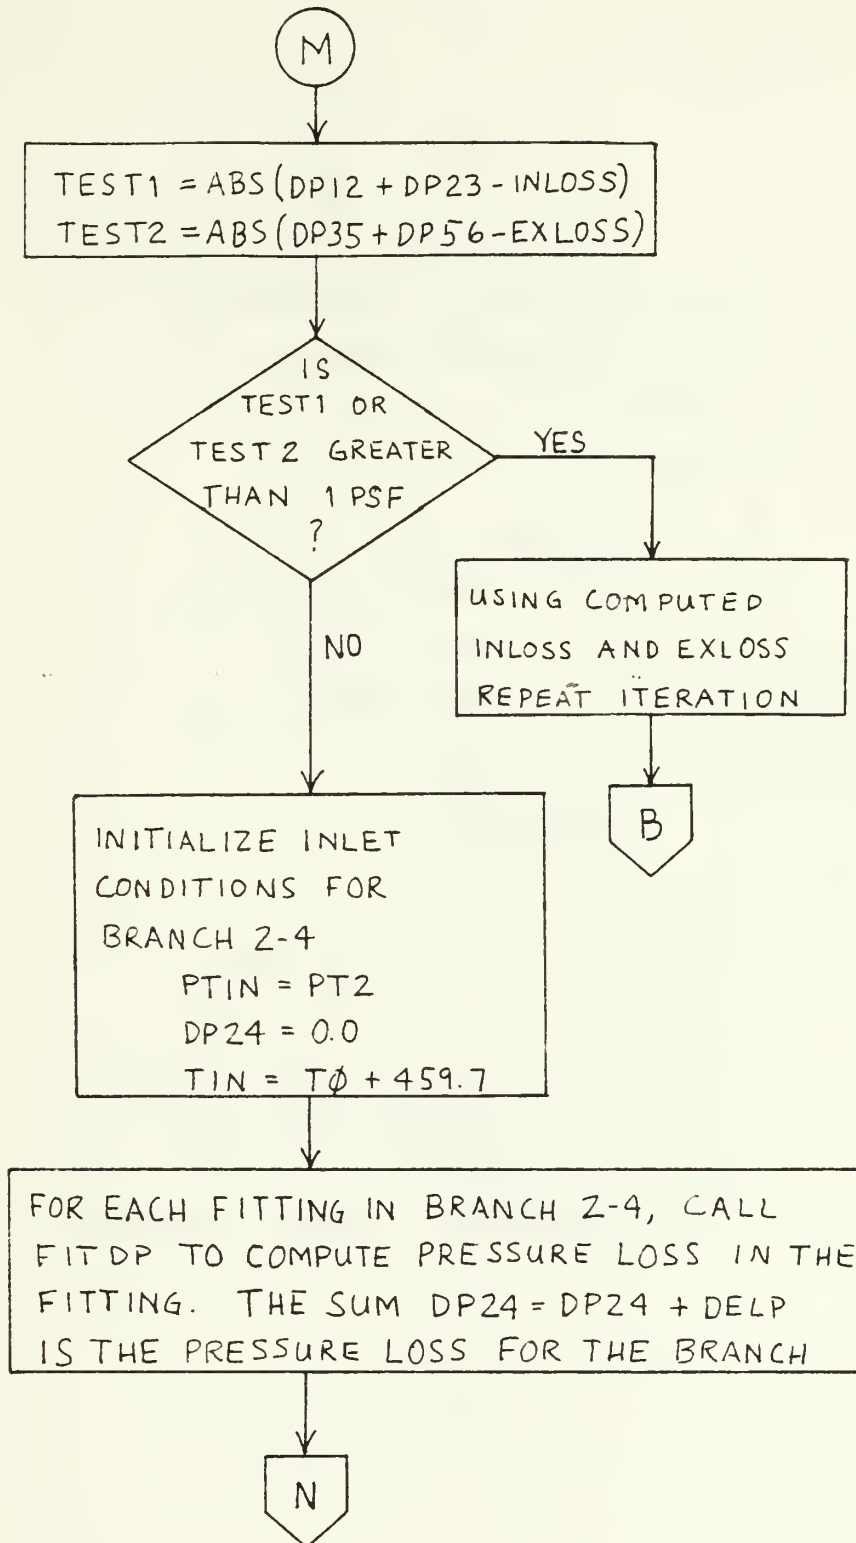 M
TEST1 = ABS(DP12 + DP23 - INLOSS)
TEST2 = ABS(DP35 + DP56 - EXLOSS)
IS
TEST1 OR
TEST 2 GREATER
THAN 1 PSF
?
YES
NO
USING COMPUTED
INLOSS AND EXLOSS
REPEAT ITERATION
B
INITIALIZE INLET
CONDITIONS FOR
BRANCH 2-4
PTIN = PT2
DP24 = 0.0
TIN = TØ + 459.7
FOR EACH FITTING IN BRANCH 2-4, CALL
FITDP TO COMPUTE PRESSURE LOSS IN THE
FITTING. THE SUM DP24 = DP24 + DELP
IS THE PRESSURE LOSS FOR THE BRANCH
N